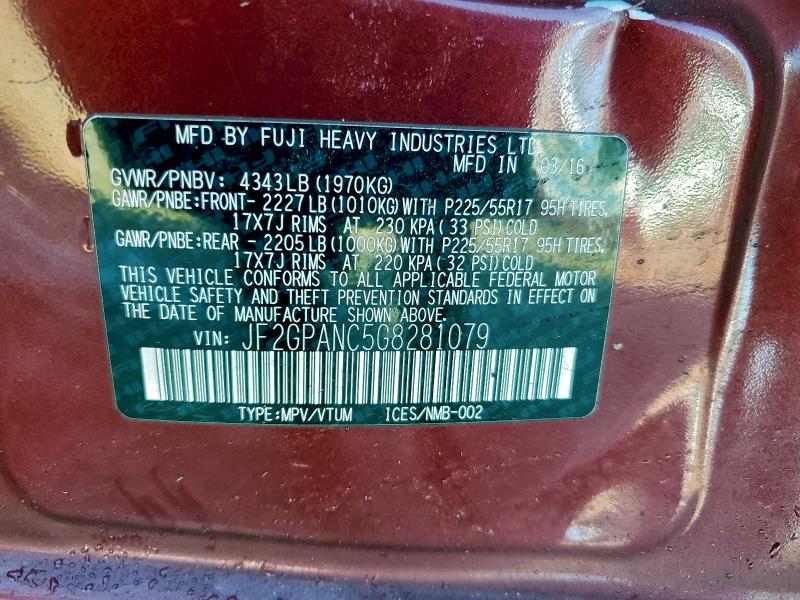 MFD BY FUJI HEAVY INDUSTRIES LTD.
MFD IN 03/16
GVWR/PNBV: 4343LB(1970KG)
GAWR/PNBE:FRONT- 2227LB(1010KG)WITH P225/55R17 95H TIRES,
17X7J RIMS AT 230 KPA(33 PSI)COLD
GAWR/PNBE:REAR - 2205LB(1000KG)WITH P225/55R17 95H TIRES,
17X7J RIMS AT 220 KPA(32 PSI)COLD
THIS VEHICLE CONFORMS TO ALL APPLICABLE FEDERAL MOTOR
VEHICLE SAFETY AND THEFT PREVENTION STANDARDS IN EFFECT ON
THE DATE OF MANUFACTURE SHOWN ABOVE.
VIN: JF2GPANC5G8281079
TYPE:MPV/VTUM ICES/NMB-002